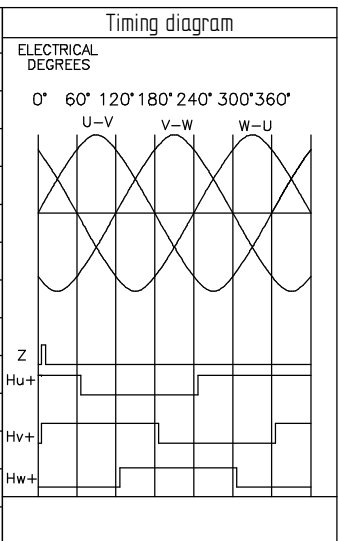 Timing diagram
ELECTRICAL
DEGREES
0° 60° 120° 180° 240° 300° 360°
U-V V-W W-U
Z
Hu+
Hv+
Hw+